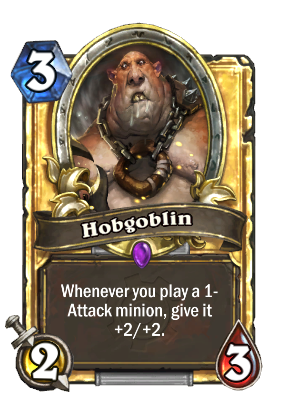 3
Hobgoblin
Whenever you play a 1-
Attack minion, give it
+2/+2.
2
3